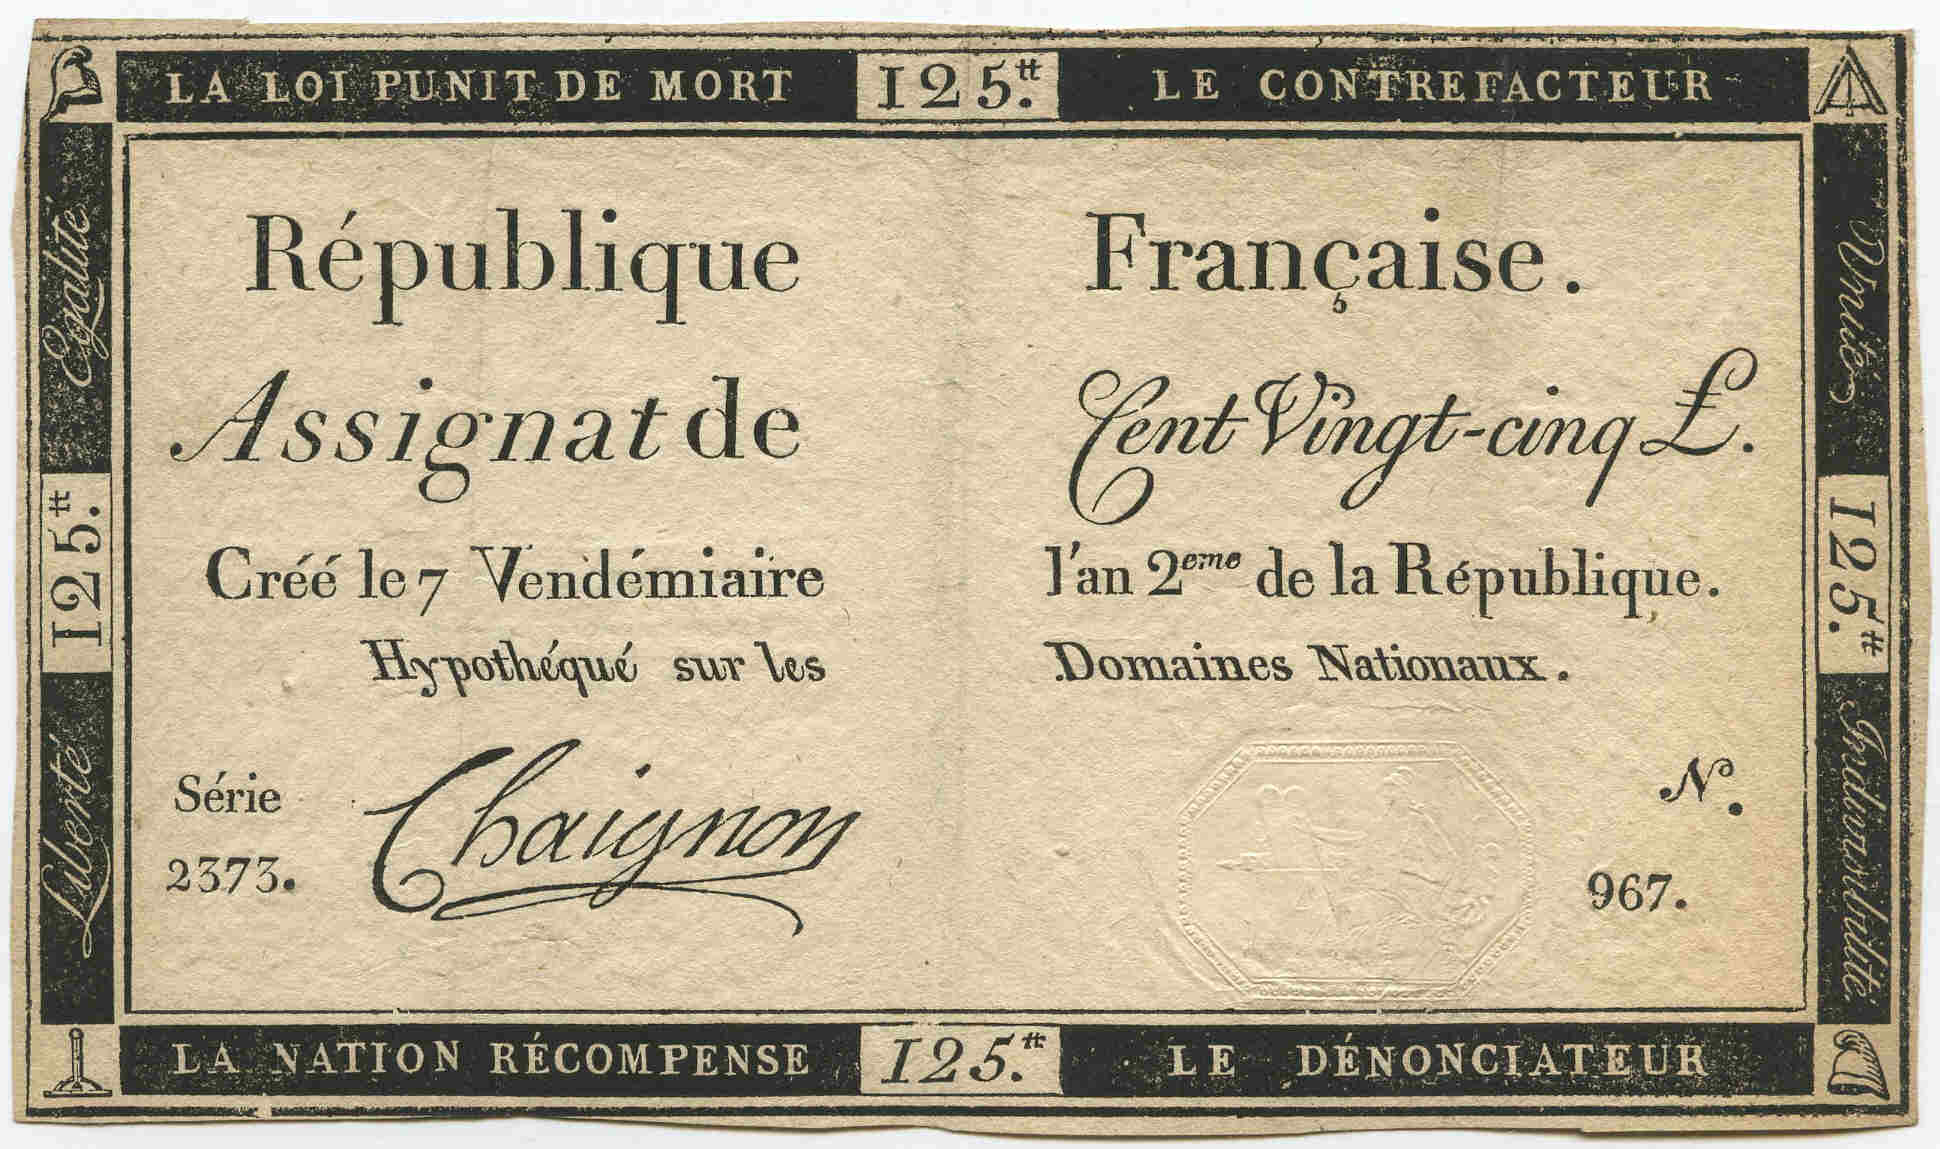 LA LOI PUNIT DE MORT 125.tt LE CONTREFACTEUR
Égalité
125.tt
Liberté
République Française.
Assignat de Cent Vingt-cinq ₤.
Créé le 7 Vendémiaire l'an 2eme de la République.
Hypothéqué sur les Domaines Nationaux.
Série
2373.
Chaignon
N.
967.
Unité
125.tt
Indivisibilité.
LA NATION RÉCOMPENSE 125.tt LE DÉNONCIATEUR